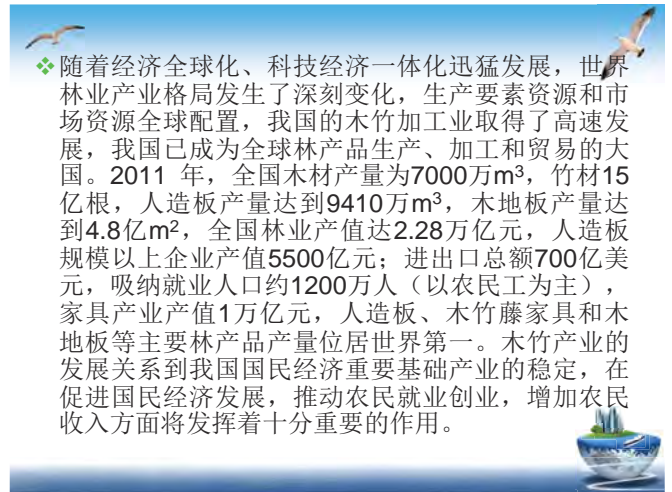 ❖随着经济全球化、科技经济一体化迅猛发展，世界
林业产业格局发生了深刻变化，生产要素资源和市
场资源全球配置，我国的木竹加工业取得了高速发
展，我国已成为全球林产品生产、加工和贸易的大
国。2011 年，全国木材产量为7000万m³，竹材15
亿根，人造板产量达到9410万m³，木地板产量达
到4.8亿m²，全国林业产值达2.28万亿元，人造板
规模以上企业产值5500亿元；进出口总额700亿美
元，吸纳就业人口约1200万人（以农民工为主），
家具产业产值1万亿元，人造板、木竹藤家具和木
地板等主要林产品产量位居世界第一。木竹产业的
发展关系到我国国民经济重要基础产业的稳定，在
促进国民经济发展，推动农民就业创业，增加农民
收入方面将发挥着十分重要的作用。